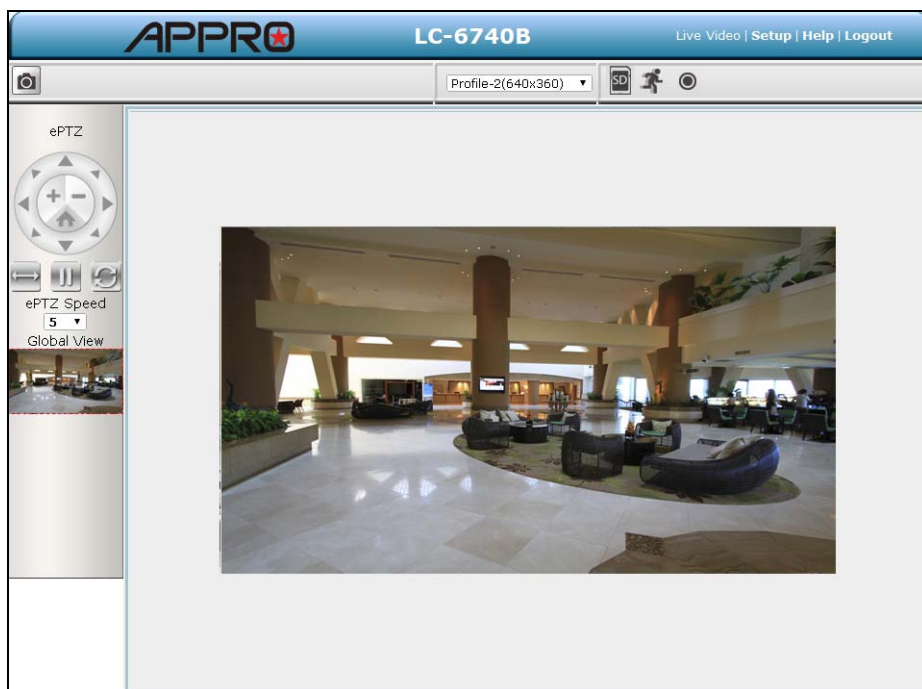 APPRO
LC-6740B
Live Video | Setup | Help | Logout
Profile-2(640x360)
SD
ePTZ
ePTZ Speed
5
Global View